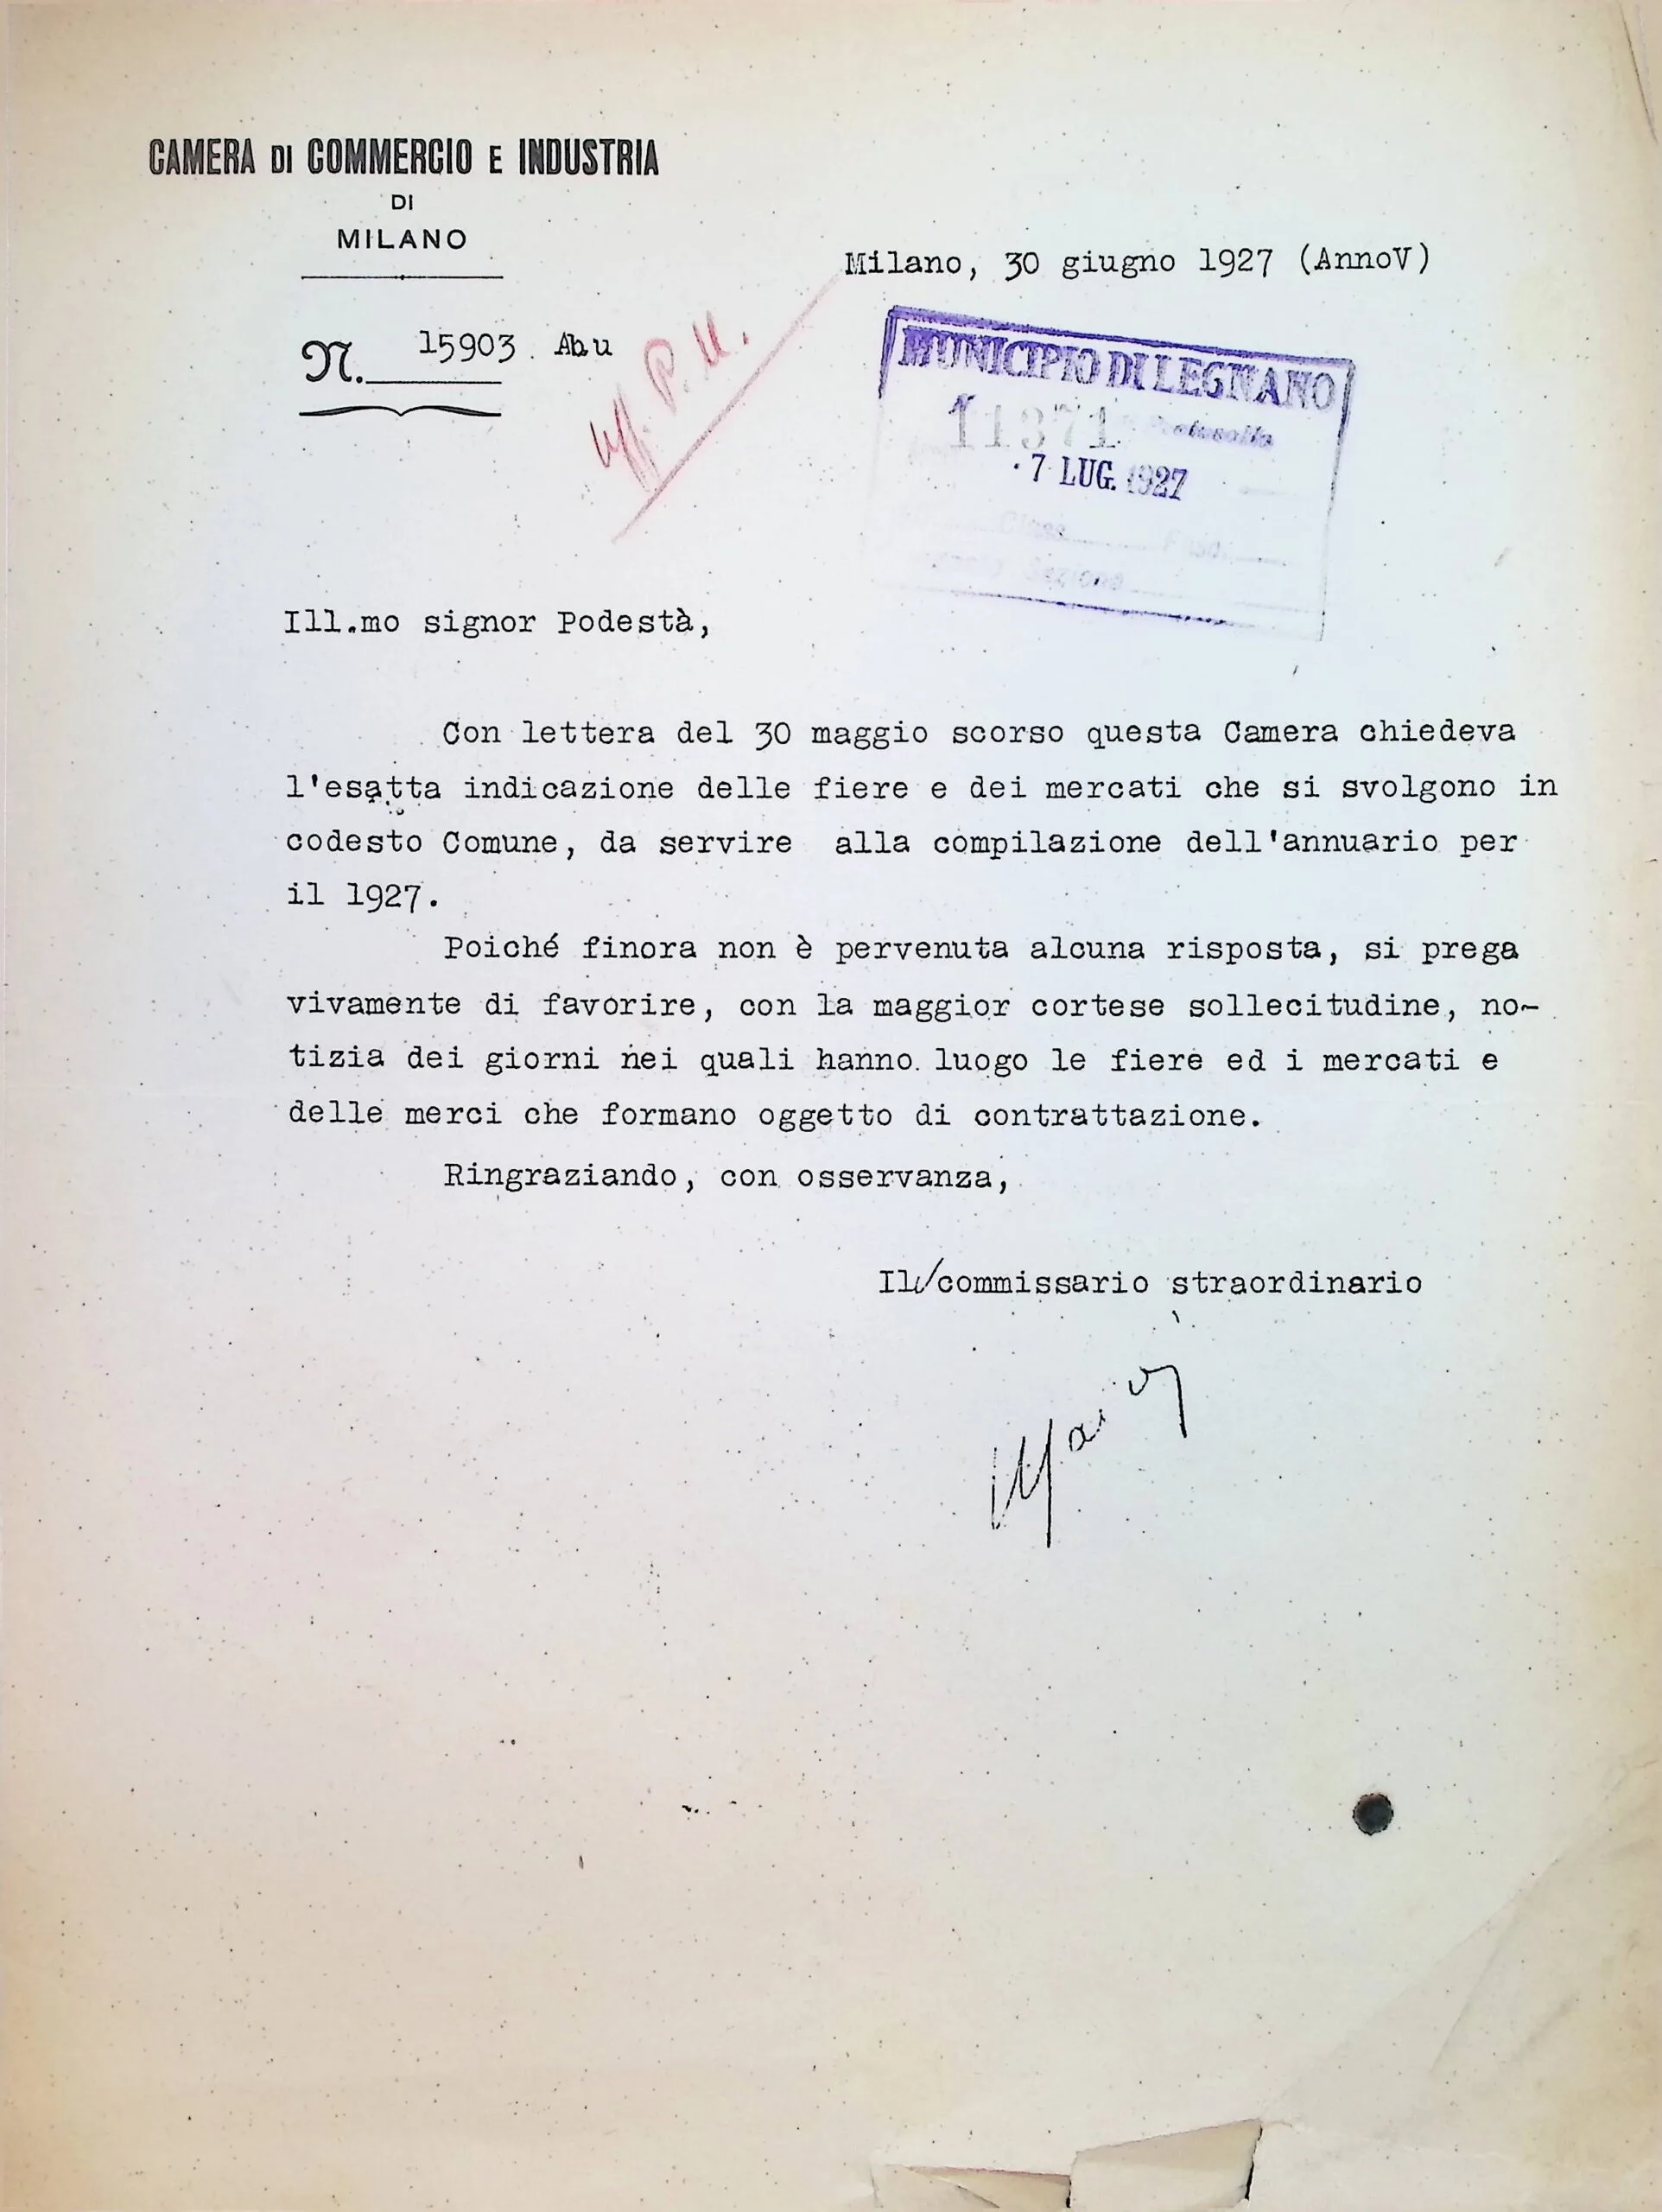 CAMERA DI COMMERCIO E INDUSTRIA
DI
MILANO
Milano, 30 giugno 1927 (AnnoV)
N. 15903. Abu
Uff. P. U.
MUNICIPIO DI LEGNANO
11371 Protocollo
7 LUG. 1927
Ill.mo signor Podestà,
Con lettera del 30 maggio scorso questa Camera chiedeva
l'esatta indicazione delle fiere e dei mercati che si svolgono in
codesto Comune, da servire alla compilazione dell'annuario per
il 1927.
Poiché finora non è pervenuta alcuna risposta, si prega
vivamente di favorire, con la maggior cortese sollecitudine, no-
tizia dei giorni nei quali hanno luogo le fiere ed i mercati e
delle merci che formano oggetto di contrattazione.
Ringraziando, con osservanza,
Il/commissario straordinario